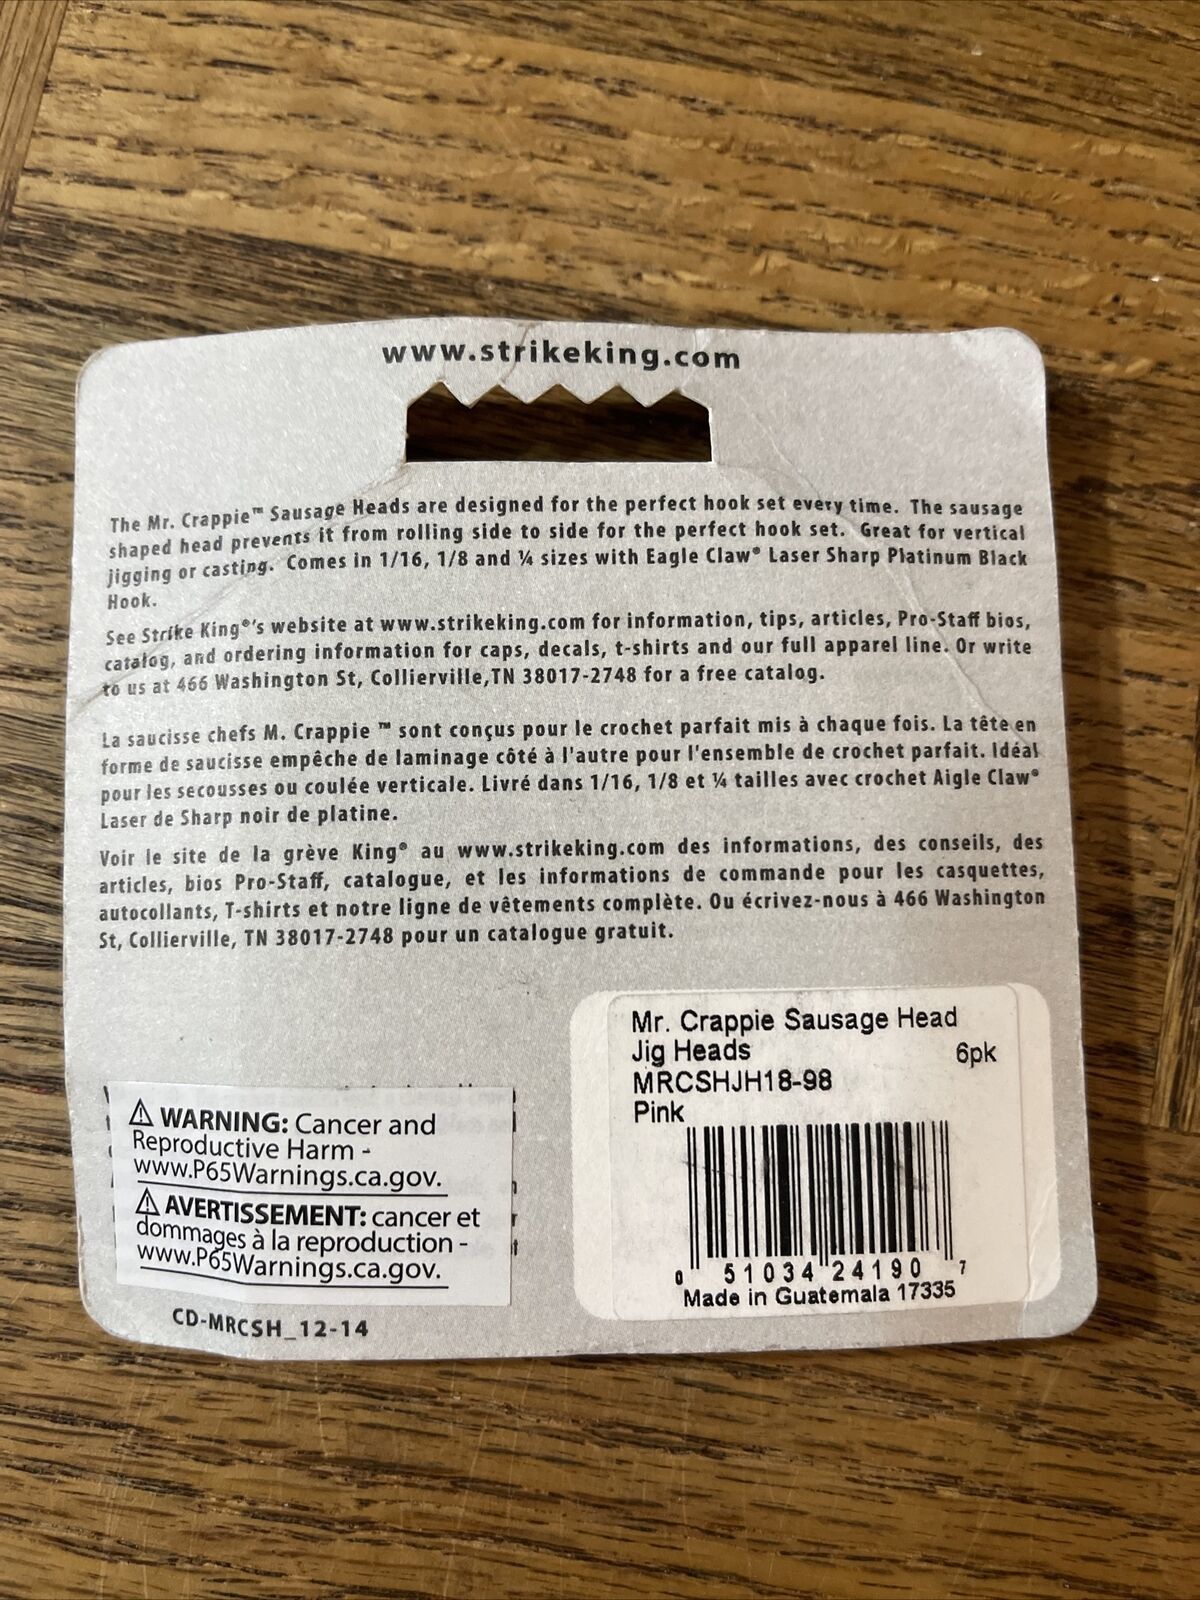 www.strikeking.com
The Mr. Crappie™ Sausage Heads are designed for the perfect hook set every time. The sausage
shaped head prevents it from rolling side to side for the perfect hook set. Great for vertical
jigging or casting. Comes in 1/16, 1/8 and ¼ sizes with Eagle Claw® Laser Sharp Platinum Black
Hook.
See Strike King®'s website at www.strikeking.com for information, tips, articles, Pro-Staff bios,
catalog, and ordering information for caps, decals, t-shirts and our full apparel line. Or write
to us at 466 Washington St, Collierville,TN 38017-2748 for a free catalog.
La saucisse chefs M. Crappie ™ sont conçus pour le crochet parfait mis à chaque fois. La tête en
forme de saucisse empêche de laminage côté à l'autre pour l'ensemble de crochet parfait. Idéal
pour les secousses ou coulée verticale. Livré dans 1/16, 1/8 et ¼ tailles avec crochet Aigle Claw®
Laser de Sharp noir de platine.
Voir le site de la grève King® au www.strikeking.com des informations, des conseils, des
articles, bios Pro-Staff, catalogue, et les informations de commande pour les casquettes,
autocollants, T-shirts et notre ligne de vêtements complète. Ou écrivez-nous à 466 Washington
St, Collierville, TN 38017-2748 pour un catalogue gratuit.
Mr. Crappie Sausage Head
Jig Heads 6pk
MRCSHJH18-98
Pink
0 51034 24190 7
Made in Guatemala 17335
⚠ WARNING: Cancer and
Reproductive Harm -
www.P65Warnings.ca.gov.
⚠ AVERTISSEMENT: cancer et
dommages à la reproduction -
www.P65Warnings.ca.gov.
CD-MRCSH_12-14